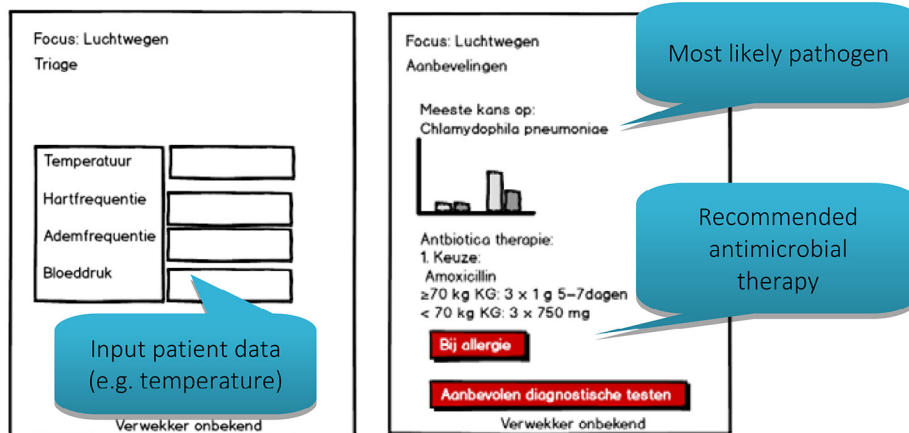 Focus: Luchtwegen
Triage
Temperatuur
Hartfrequentie
Ademfrequentie
Bloeddruk
Input patient data
(e.g. temperature)
Verwekker onbekend
Focus: Luchtwegen
Aanbevelingen
Most likely pathogen
Meeste kans op:
Chlamydophila pneumoniae
Antbiotica therapie:
1. Keuze:
Amoxicillin
≥70 kg KG: 3 x 1 g 5–7dagen
< 70 kg KG: 3 x 750 mg
Recommended
antimicrobial
therapy
Bij allergie
Aanbevolen diagnostische testen
Verwekker onbekend